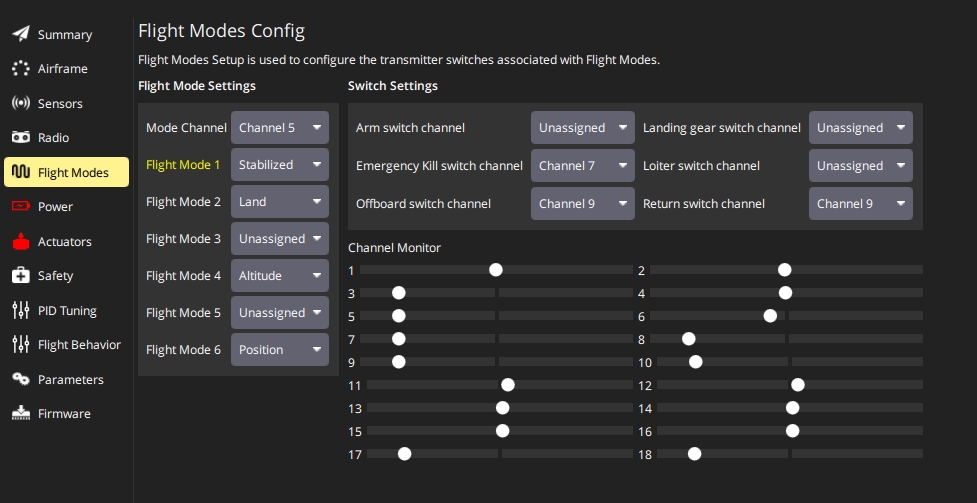 Summary
Airframe
Sensors
Radio
Flight Modes
Power
Actuators
Safety
PID Tuning
Flight Behavior
Parameters
Firmware
Flight Modes Config
Flight Modes Setup is used to configure the transmitter switches associated with Flight Modes.
Flight Mode Settings
Mode Channel Channel 5
Flight Mode 1 Stabilized
Flight Mode 2 Land
Flight Mode 3 Unassigned
Flight Mode 4 Altitude
Flight Mode 5 Unassigned
Flight Mode 6 Position
Switch Settings
Arm switch channel Unassigned Landing gear switch channel Unassigned
Emergency Kill switch channel Channel 7 Loiter switch channel Unassigned
Offboard switch channel Channel 9 Return switch channel Channel 9
Channel Monitor
1 2
3 4
5 6
7 8
9 10
11 12
13 14
15 16
17 18